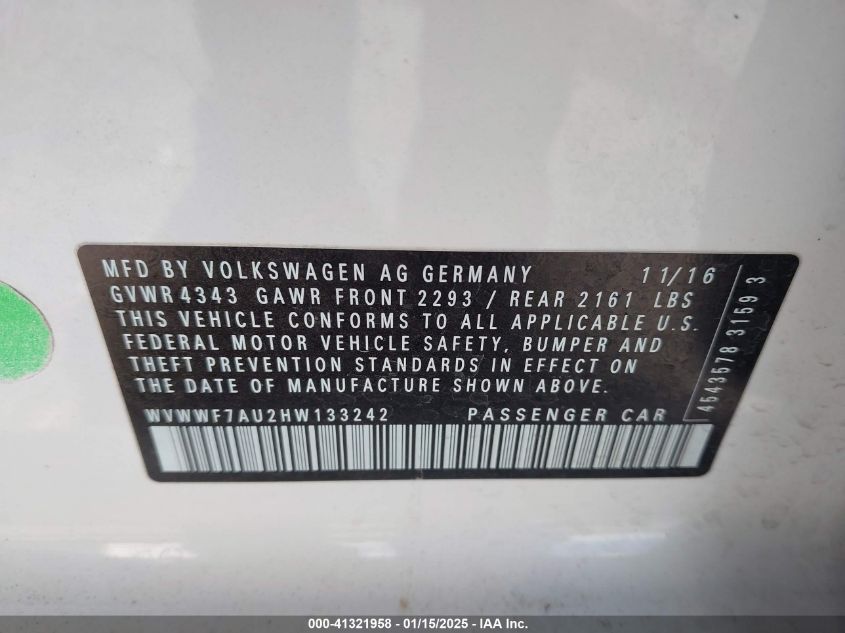 MFD BY VOLKSWAGEN AG GERMANY 11/16
GVWR 4343 GAWR FRONT 2293 / REAR 2161 LBS
THIS VEHICLE CONFORMS TO ALL APPLICABLE U.S.
FEDERAL MOTOR VEHICLE SAFETY, BUMPER AND
THEFT PREVENTION STANDARDS IN EFFECT ON
THE DATE OF MANUFACTURE SHOWN ABOVE.
WVWWF7AU2HW133242 PASSENGER CAR
4543578 3159 3
000-41321958 - 01/15/2025 - IAA Inc.